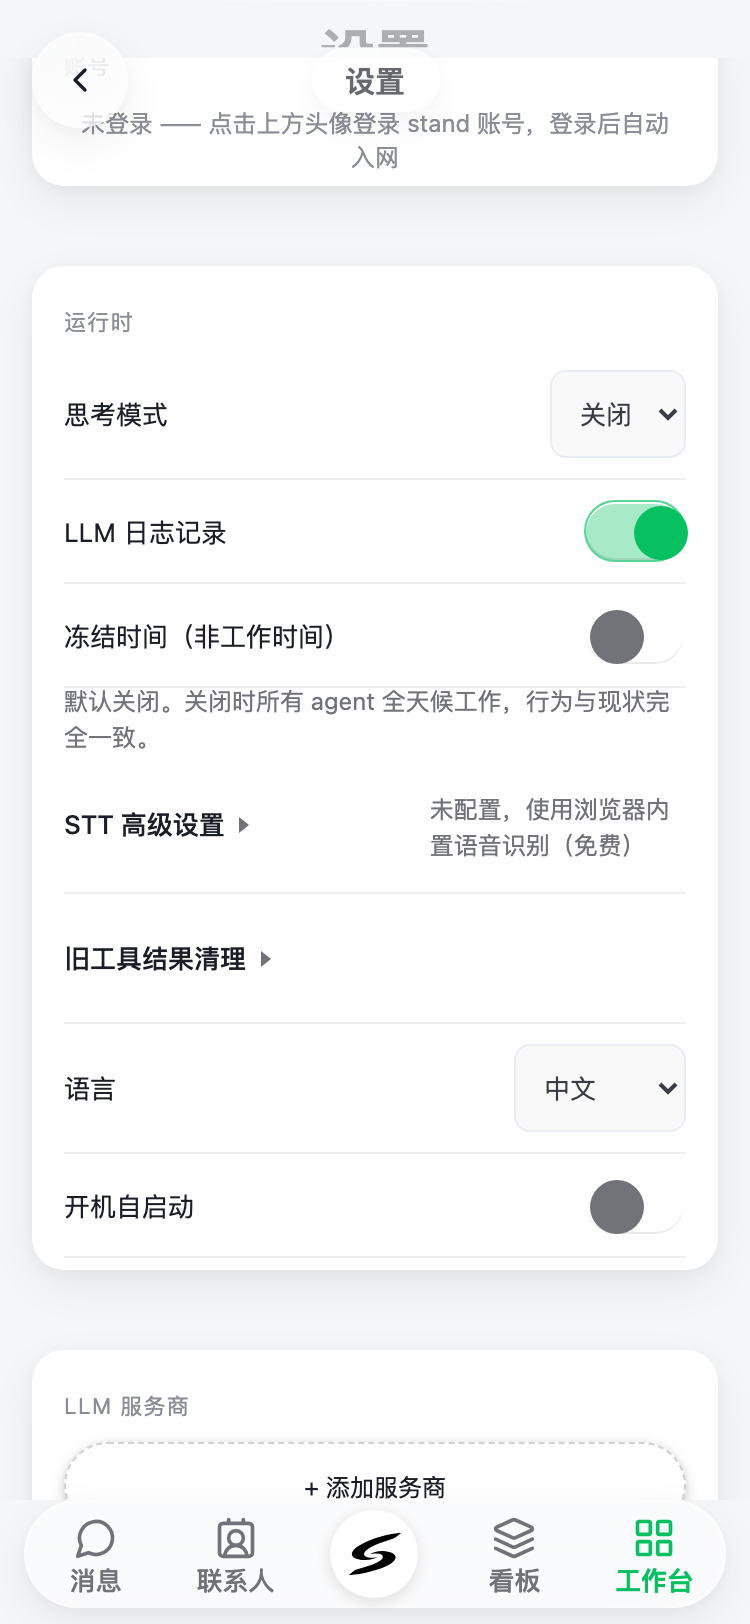 设置
账号
设置
未登录 —— 点击上方头像登录 stand 账号，登录后自动
入网
运行时
思考模式
关闭
LLM 日志记录
冻结时间（非工作时间）
默认关闭。关闭时所有 agent 全天候工作，行为与现状完
全一致。
STT 高级设置
未配置，使用浏览器内
置语音识别（免费）
旧工具结果清理
语言
中文
开机自启动
LLM 服务商
+ 添加服务商
消息
联系人
看板
工作台